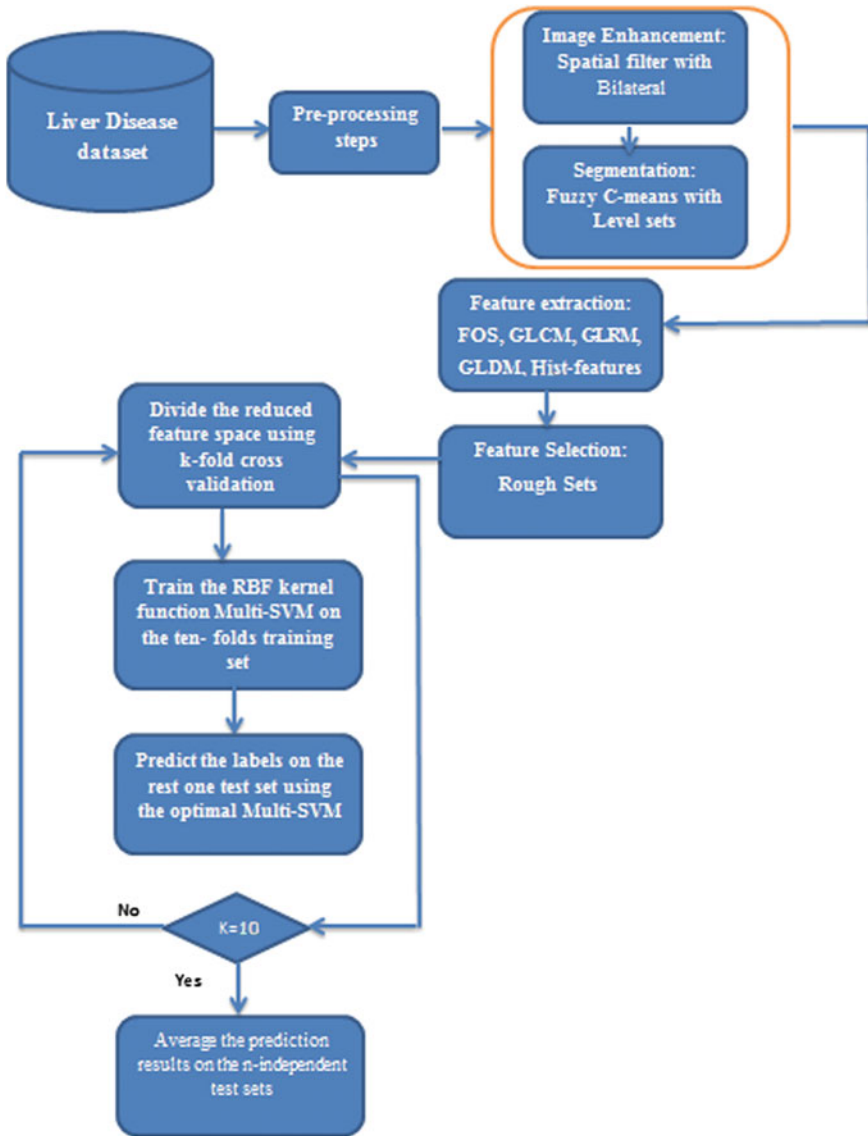 Liver Disease
dataset
Pre-processing
steps
Image Enhancement:
Spatial filter with
Bilateral
Segmentation:
Fuzzy C-means with
Level sets
Feature extraction:
FOS, GLCM, GLRM,
GLDM, Hist-features
Feature Selection:
Rough Sets
Divide the reduced
feature space using
k-fold cross
validation
Train the RBF kernel
function Multi-SVM on
the ten- folds training
set
Predict the labels on the
rest one test set using
the optimal Multi-SVM
No
K=10
Yes
Average the prediction
results on the n-independent
test sets